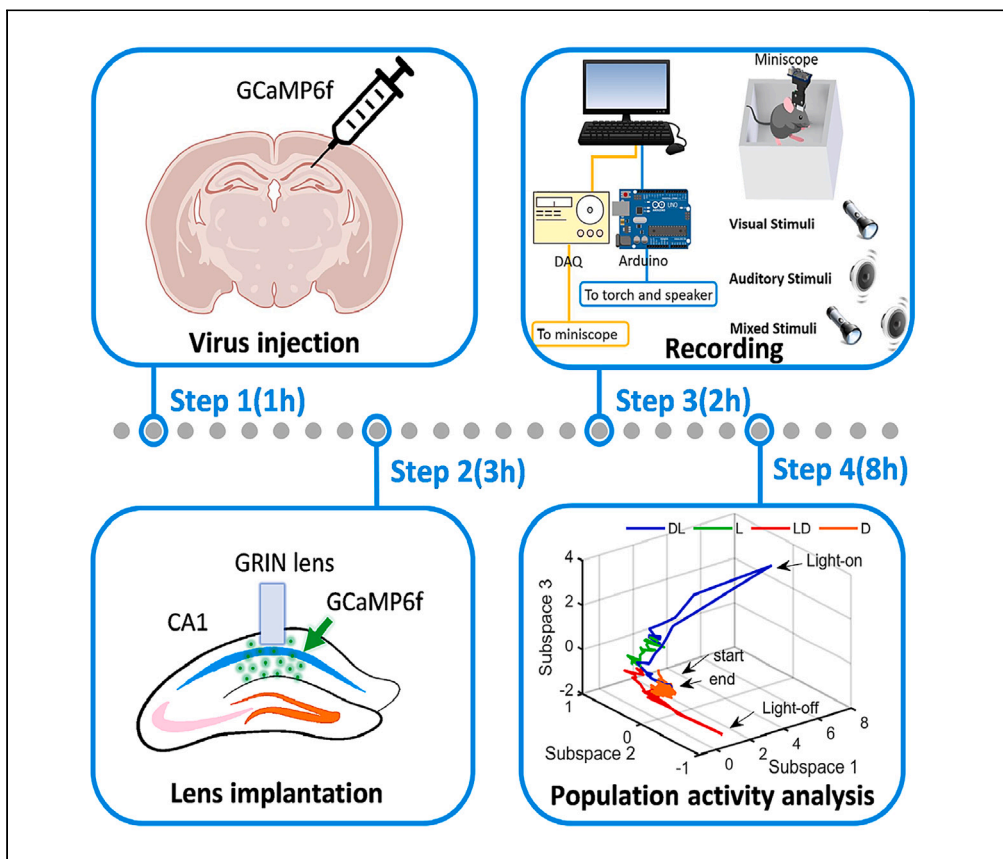 GCaMP6f
Virus injection
Miniscope
DAQ
Arduino
UNO
To torch and speaker
To miniscope
Visual Stimuli
Auditory Stimuli
Mixed Stimuli
Recording
Step 1(1h)
Step 3(2h)
Step 2(3h)
Step 4(8h)
GRIN lens
CA1
GCaMP6f
Lens implantation
DL L LD D
Light-on
start
end
Light-off
Subspace 3
4
2
0
-2
Subspace 2
1
0
-1
Subspace 1
0
2
4
6
8
Population activity analysis